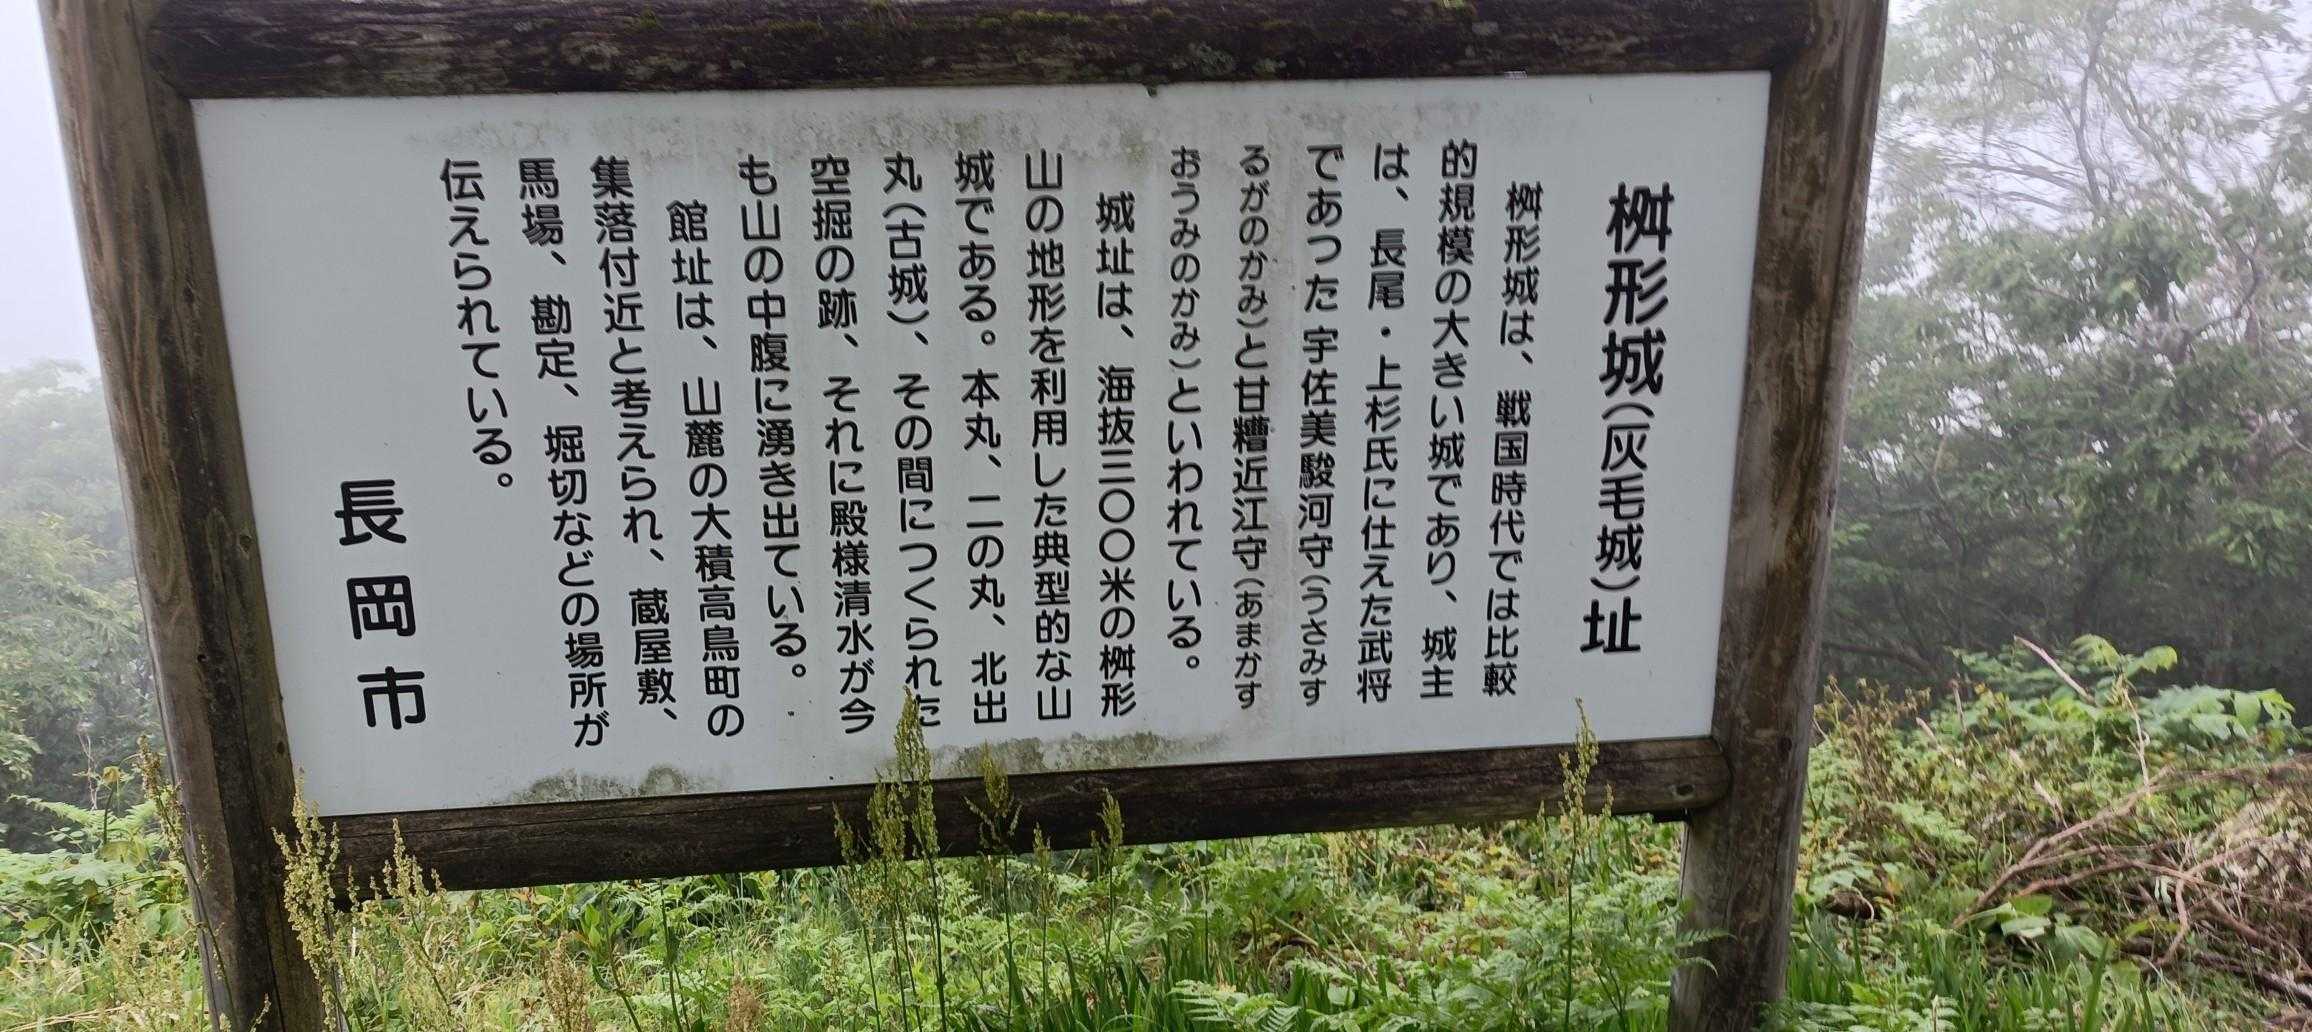 桝形城(灰毛城)址
桝形城は、戦国時代では比較
的規模の大きい城であり、城主
は、長尾・上杉氏に仕えた武将
であつた宇佐美駿河守(うさみす
るがのかみ)と甘糟近江守(あまかす
おうみのかみ)といわれている。
城址は、海抜三〇〇米の桝形
山の地形を利用した典型的な山
城である。本丸、二の丸、北出
丸(古城)、その間につくられた
空掘の跡、それに殿様清水が今
も山の中腹に湧き出ている。
館址は、山麓の大積高鳥町の
集落付近と考えられ、蔵屋敷、
馬場、勘定、堀切などの場所が
伝えられている。
長岡市